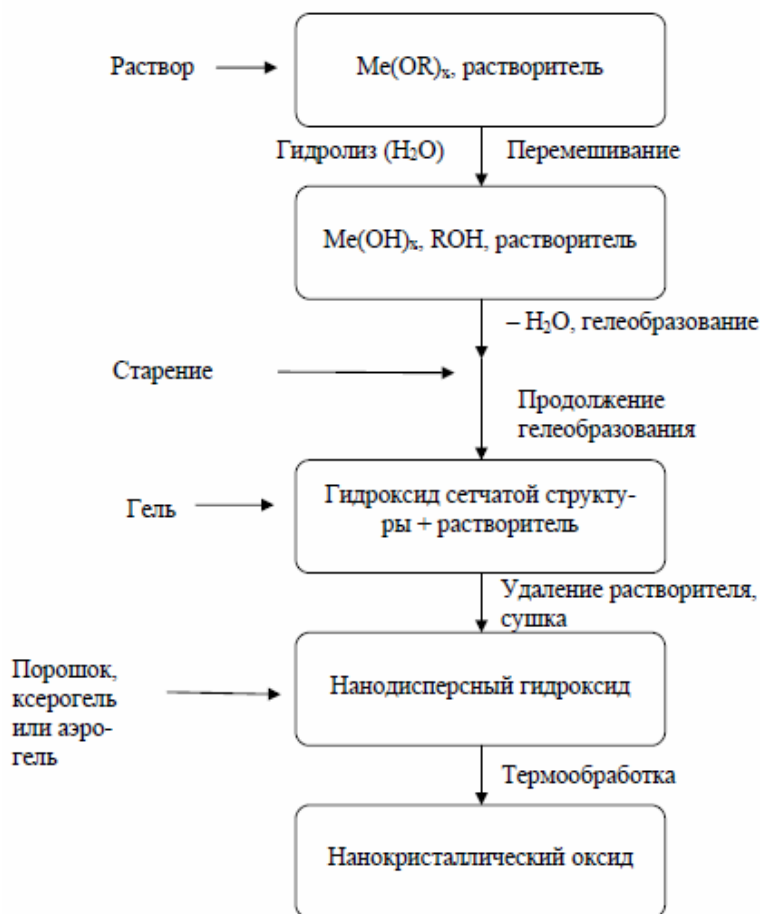 Раствор
Me(OR)ₓ, растворитель
Гидролиз (H₂O)
Перемешивание
Me(OH)ₓ, ROH, растворитель
– H₂O, гелеобразование
Старение
Продолжение
гелеобразования
Гель
Гидроксид сетчатой структу-
ры + растворитель
Удаление растворителя,
сушка
Порошок,
ксерогель
или аэро-
гель
Нанодисперсный гидроксид
Термообработка
Нанокристаллический оксид